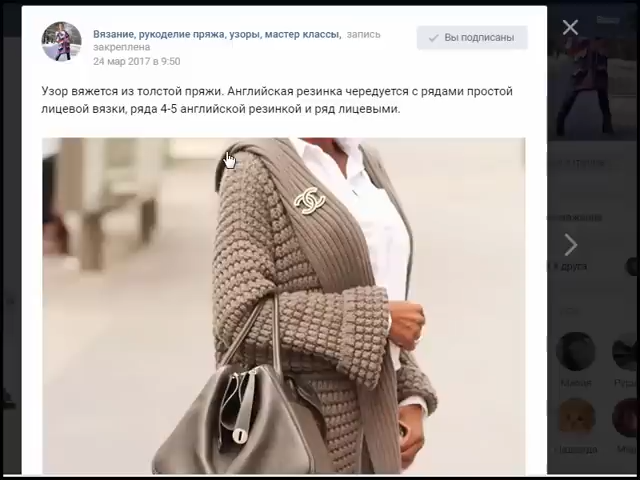 Вязание, рукоделие пряжа, узоры, мастер классы, запись
закреплена
24 мар 2017 в 9:50
Вы подписаны
Узор вяжется из толстой пряжи. Английская резинка чередуется с рядами простой
лицевой вязки, ряда 4-5 английской резинкой и ряд лицевыми.